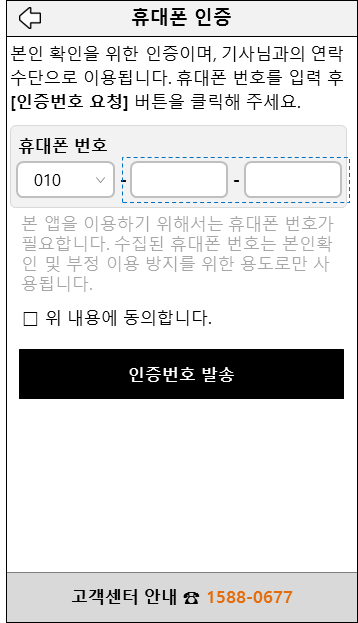 휴대폰 인증
본인 확인을 위한 인증이며, 기사님과의 연락
수단으로 이용됩니다. 휴대폰 번호를 입력 후
[인증번호 요청] 버튼을 클릭해 주세요.
휴대폰 번호
010 - -
본 앱을 이용하기 위해서는 휴대폰 번호가
필요합니다. 수집된 휴대폰 번호는 본인확
인 및 부정 이용 방지를 위한 용도로만 사
용됩니다.
☐ 위 내용에 동의합니다.
인증번호 발송
고객센터 안내 ☎ 1588-0677